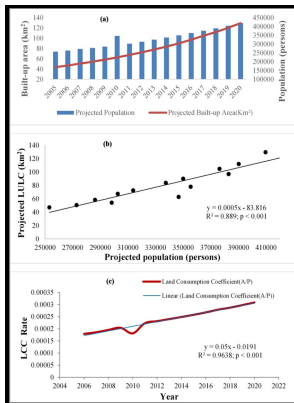 (a)
Built-up area (km²)
140
120
100
80
60
40
20
450000
400000
350000
300000
250000
200000
150000
100000
Population (persons)
2005 2006 2007 2008 2009 2010 2011 2012 2013 2014 2015 2016 2017 2018 2019 2020
Projected Population Projected Built-up Area(Km²)
(b)
Projected LULC (km²)
140
120
100
80
60
40
20
0
y = 0.0005x - 83.816
R² = 0.889; p < .001
250000 270000 290000 310000 330000 350000 370000 390000 410000
Projected population (persons)
(c)
Land Consumption Coefficient(A/P)
Linear (Land Consumption Coefficient(A/P))
LCC Rate
0.00035
0.0003
0.00025
0.0002
0.00015
0.0001
0.00005
0
y = 0.05x - 0.0191
R² = 0.9638; p < .001
2004 2006 2008 2010 2012 2014 2016 2018 2020 2022
Year